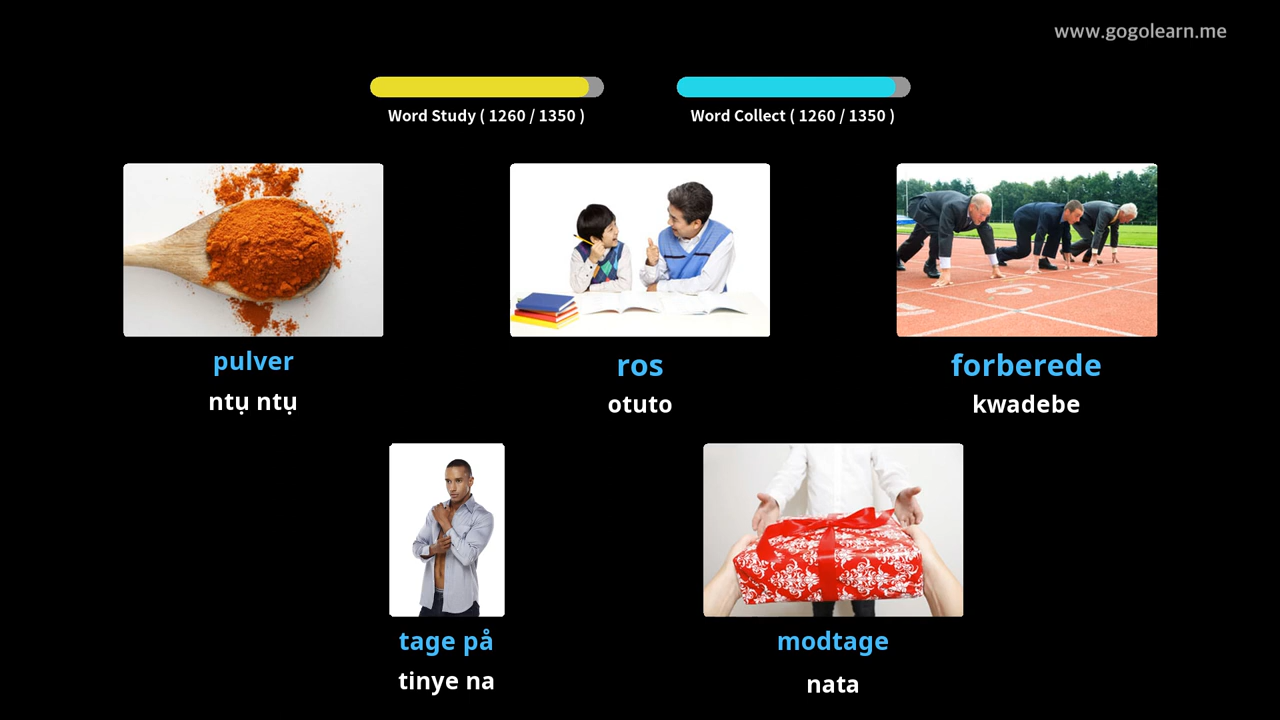 www.gogolearn.me
Word Study ( 1260 / 1350 )
Word Collect ( 1260 / 1350 )
pulver
ntụ ntụ
ros
otuto
forberede
kwadebe
tage på
tinye na
modtage
nata